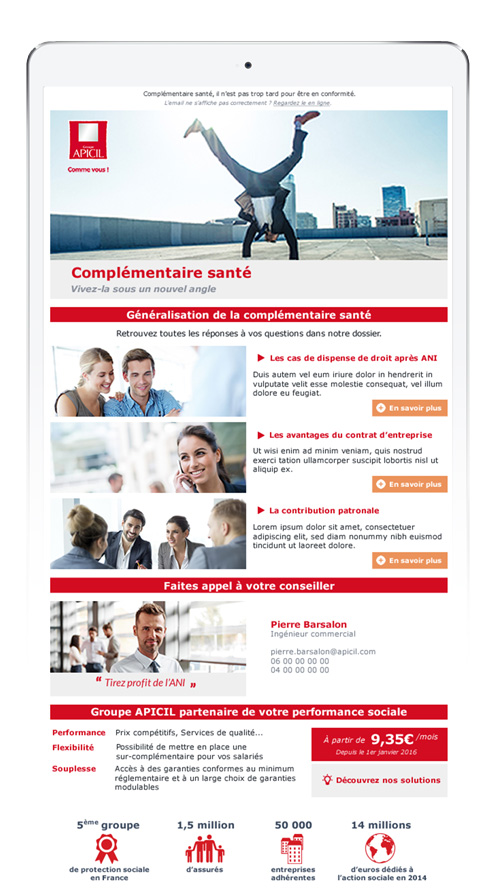 Complémentaire santé, il n'est pas trop tard pour être en conformité.
L'email ne s'affiche pas correctement ? Regardez le en ligne.
Groupe
APICIL
Comme vous !
Complémentaire santé
Vivez-la sous un nouvel angle
Généralisation de la complémentaire santé
Retrouvez toutes les réponses à vos questions dans notre dossier.
Les cas de dispense de droit après ANI
Duis autem vel eum iriure dolor in hendrerit in
vulputate velit esse molestie consequat, vel illum
dolore eu feugiat.
En savoir plus
Les avantages du contrat d'entreprise
Ut wisi enim ad minim veniam, quis nostrud
exerci tation ullamcorper suscipit lobortis nisl ut
aliquip ex.
En savoir plus
La contribution patronale
Lorem ipsum dolor sit amet, consectetuer
adipiscing elit, sed diam nonummy nibh euismod
tincidunt ut laoreet dolore.
En savoir plus
Faites appel à votre conseiller
Pierre Barsalon
Ingénieur commercial
pierre.barsalon@apicil.com
06 00 00 00 00
04 00 00 00 00
“ Tirez profit de l'ANI „
Groupe APICIL partenaire de votre performance sociale
Performance Prix compétitifs, Services de qualité...
Flexibilité Possibilité de mettre en place une
sur-complémentaire pour vos salariés
Souplesse Accès à des garanties conformes au minimum
réglementaire et à un large choix de garanties
modulables
À partir de 9,35€/mois
Depuis le 1er janvier 2016
Découvrez nos solutions
5ème groupe
de protection sociale
en France
1,5 million
d'assurés
50 000
entreprises
adhérentes
14 millions
d'euros dédiés à
l'action sociale en 2014